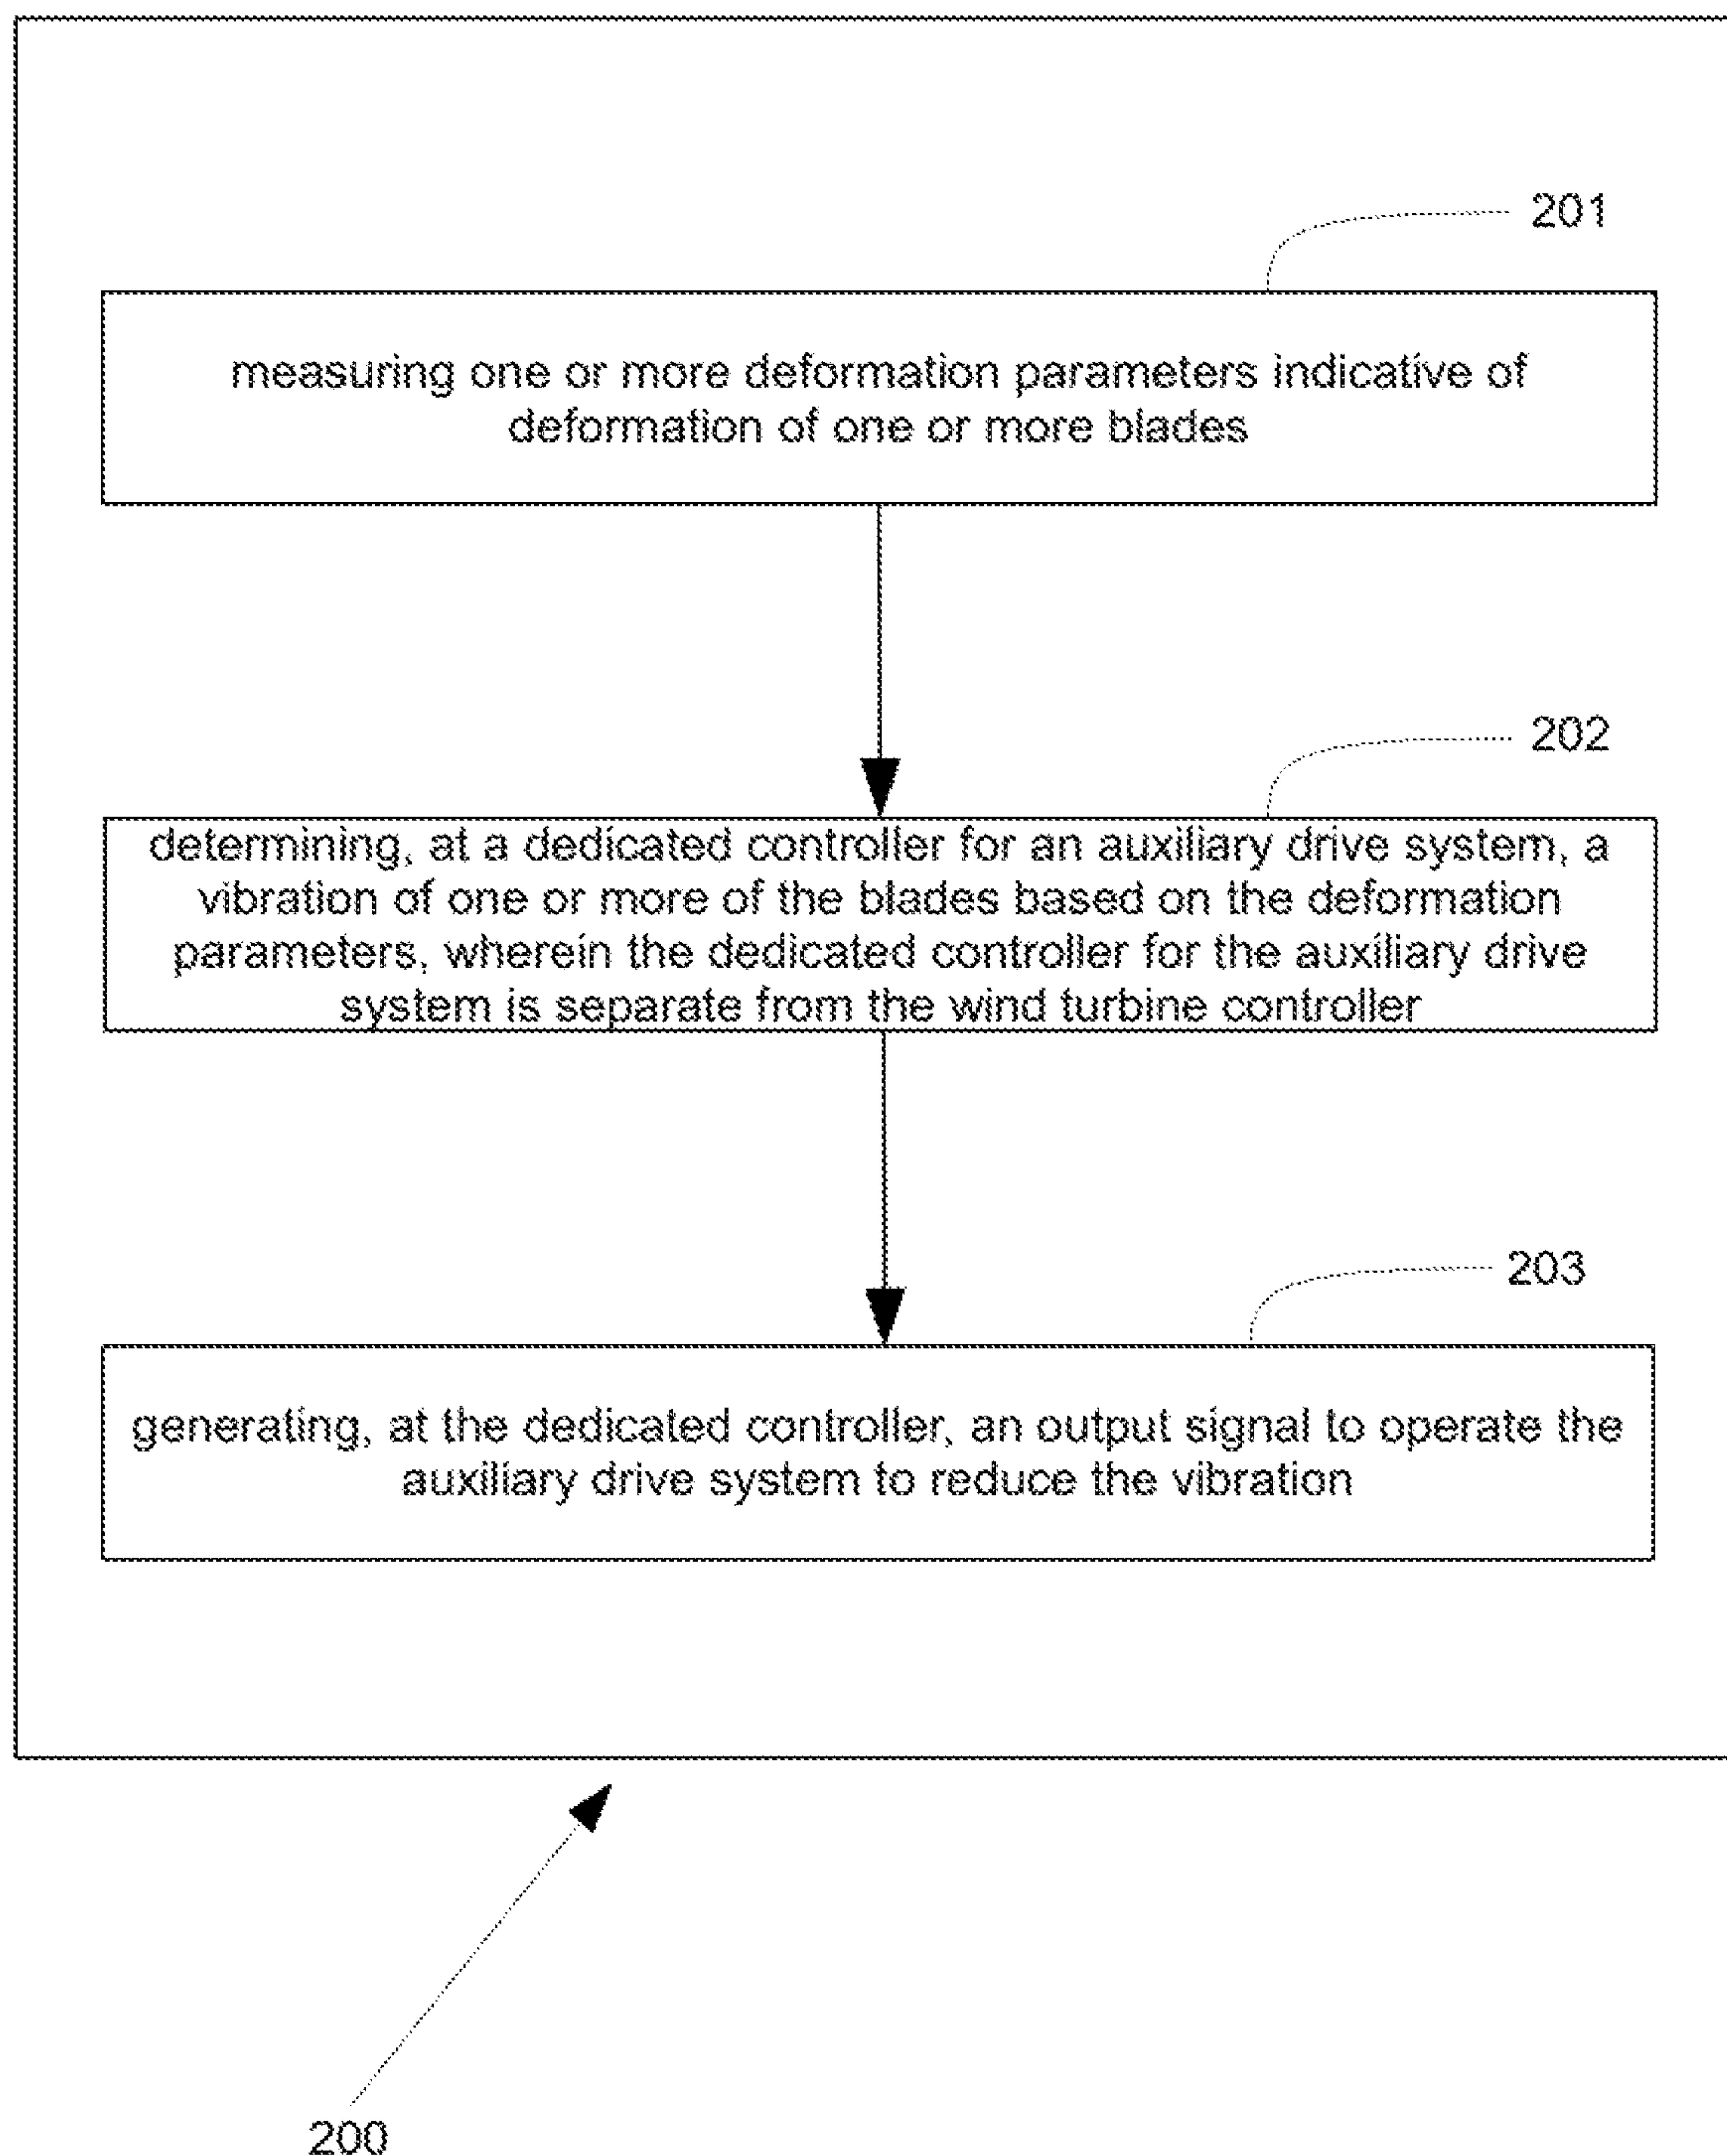 201
measuring one or more deformation parameters indicative of
deformation of one or more blades
202
determining, at a dedicated controller for an auxiliary drive system, a
vibration of one or more of the blades based on the deformation
parameters, wherein the dedicated controller for the auxiliary drive
system is separate from the wind turbine controller
203
generating, at the dedicated controller, an output signal to operate the
auxiliary drive system to reduce the vibration
200